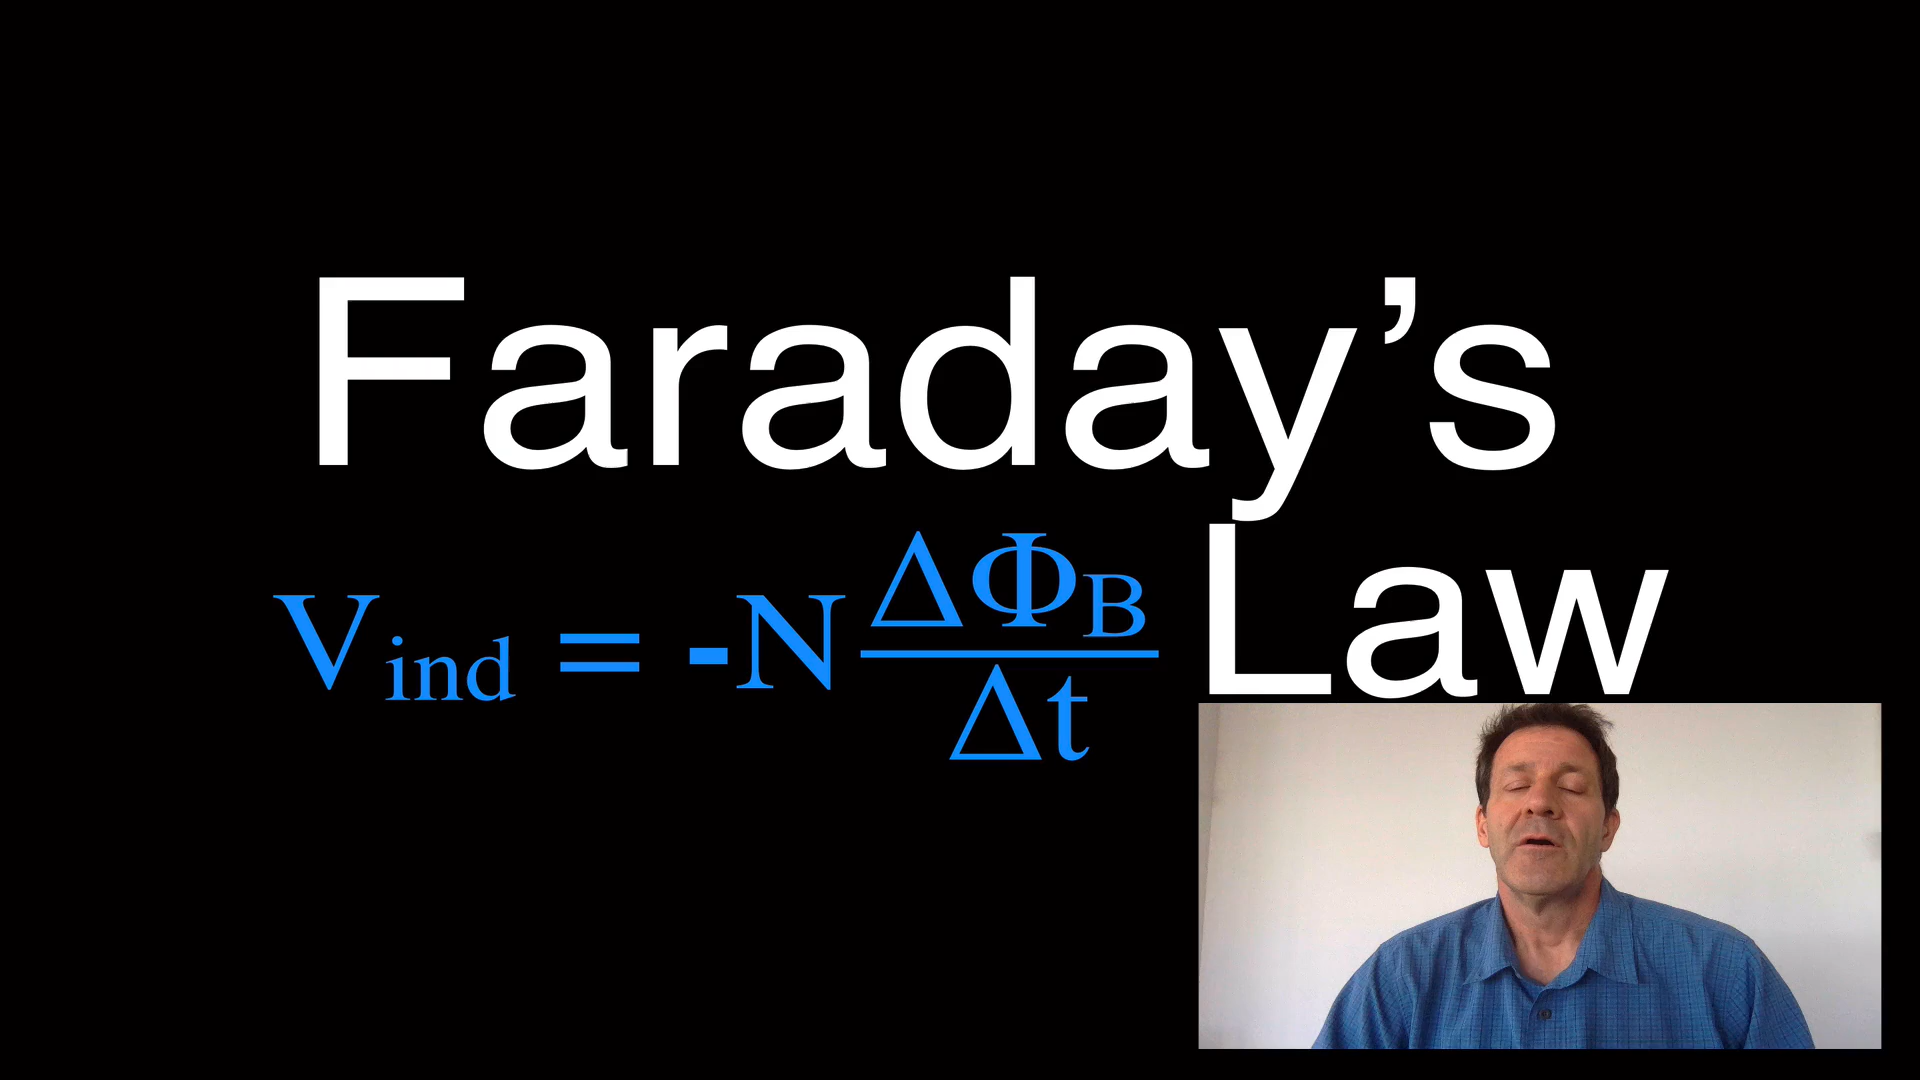 Faraday’s
Law
V_ind = -N ΔΦ_B / Δt